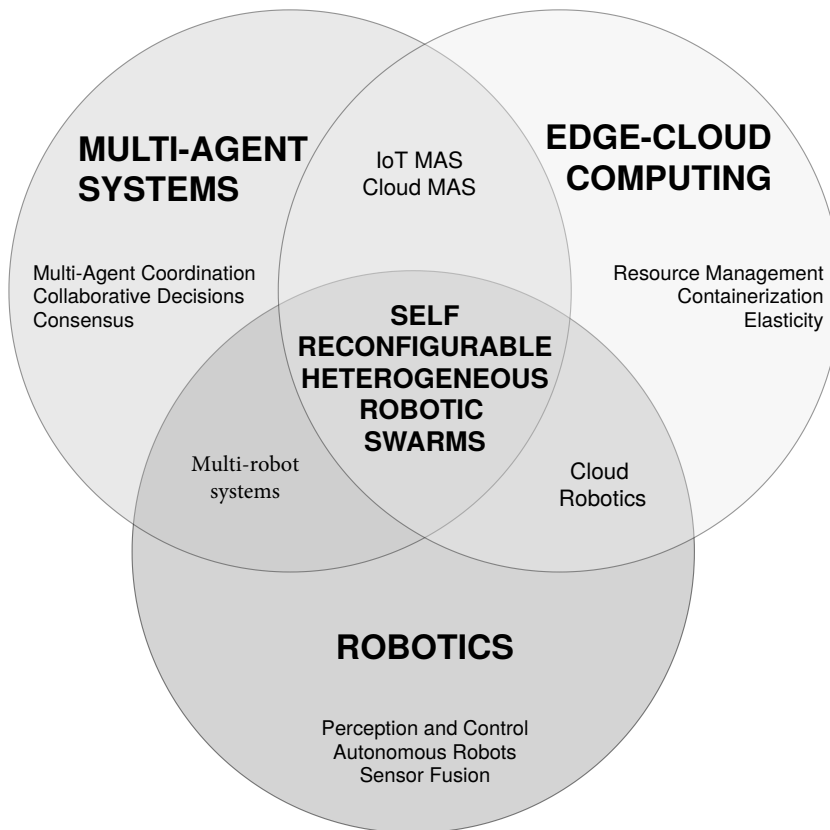 MULTI-AGENT
SYSTEMS
EDGE-CLOUD
COMPUTING
IoT MAS
Cloud MAS
Multi-Agent Coordination
Collaborative Decisions
Consensus
Resource Management
Containerization
Elasticity
SELF
RECONFIGURABLE
HETEROGENEOUS
ROBOTIC
SWARMS
Multi-robot
systems
Cloud
Robotics
ROBOTICS
Perception and Control
Autonomous Robots
Sensor Fusion